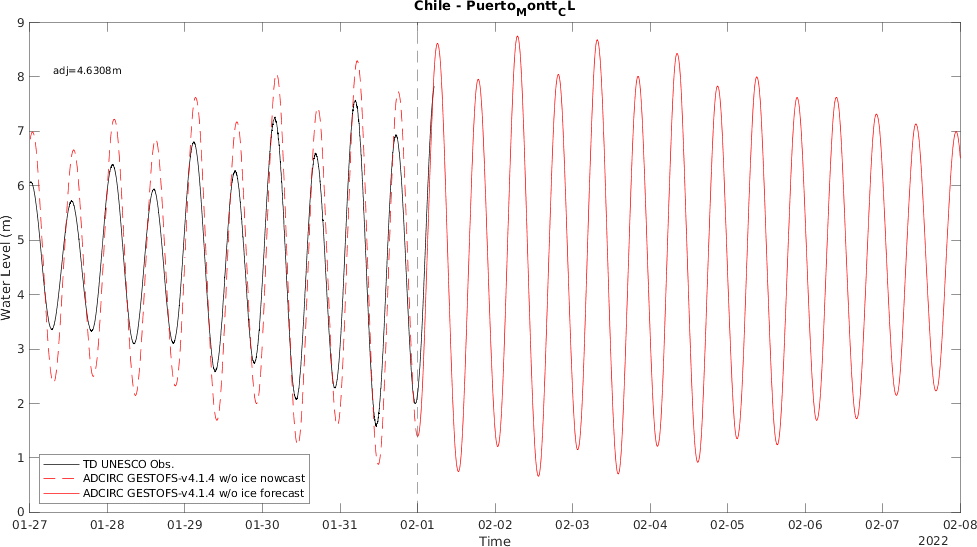 Chile - PuertoMonttCL
9
8
adj=4.6308m
7
6
5
Water Level (m)
4
3
2
1
TD UNESCO Obs.
ADCIRC GESTOFS-v4.1.4 w/o ice nowcast
ADCIRC GESTOFS-v4.1.4 w/o ice forecast
0
01-27 01-28 01-29 01-30 01-31 02-01 02-02 02-03 02-04 02-05 02-06 02-07 02-08
Time
2022